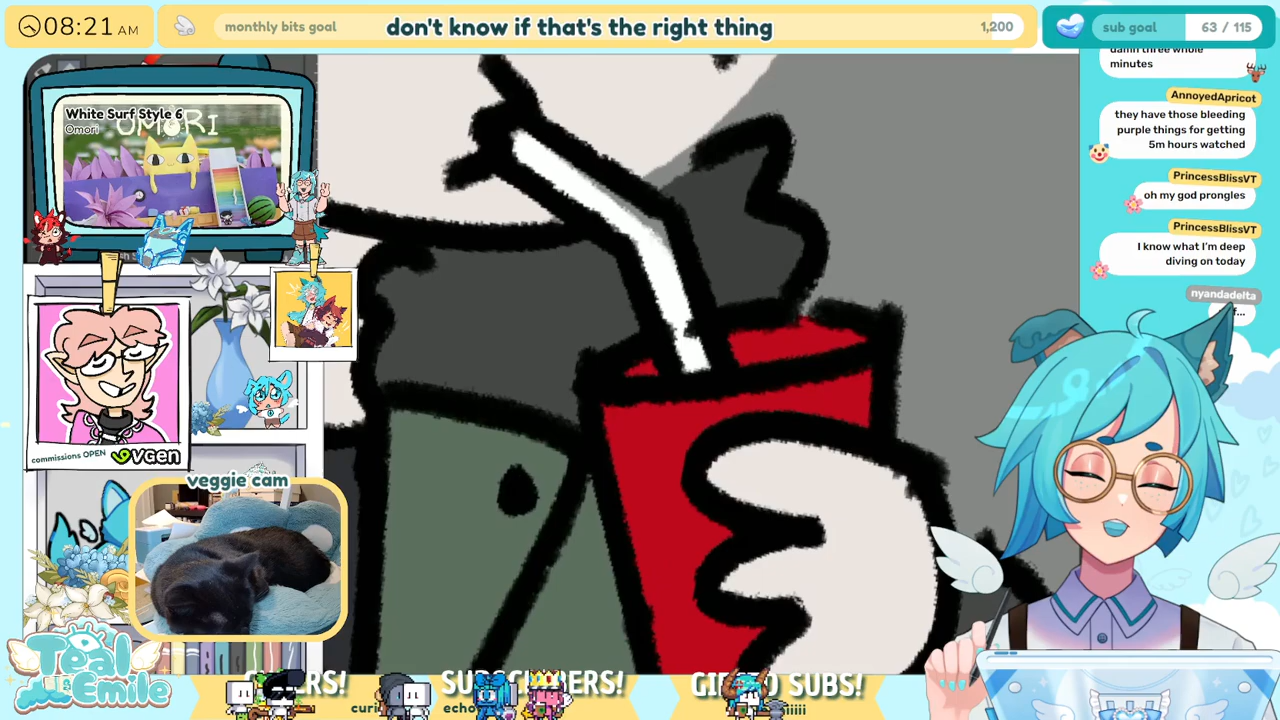 08:21 AM
monthly bits goal
don't know if that's the right thing
1,200
sub goal
63 / 115
damn three whole
minutes
AnnoyedApricot
they have those bleeding
purple things for getting
5m hours watched
PrincessBlissVT
oh my god prongles
PrincessBlissVT
I know what I'm deep
diving on today
nyandadelta
White Surf Style 6
Omori
OMORI
commissions OPEN
VGen
veggie cam
Teal
Emile
SUBSCRIBERS!